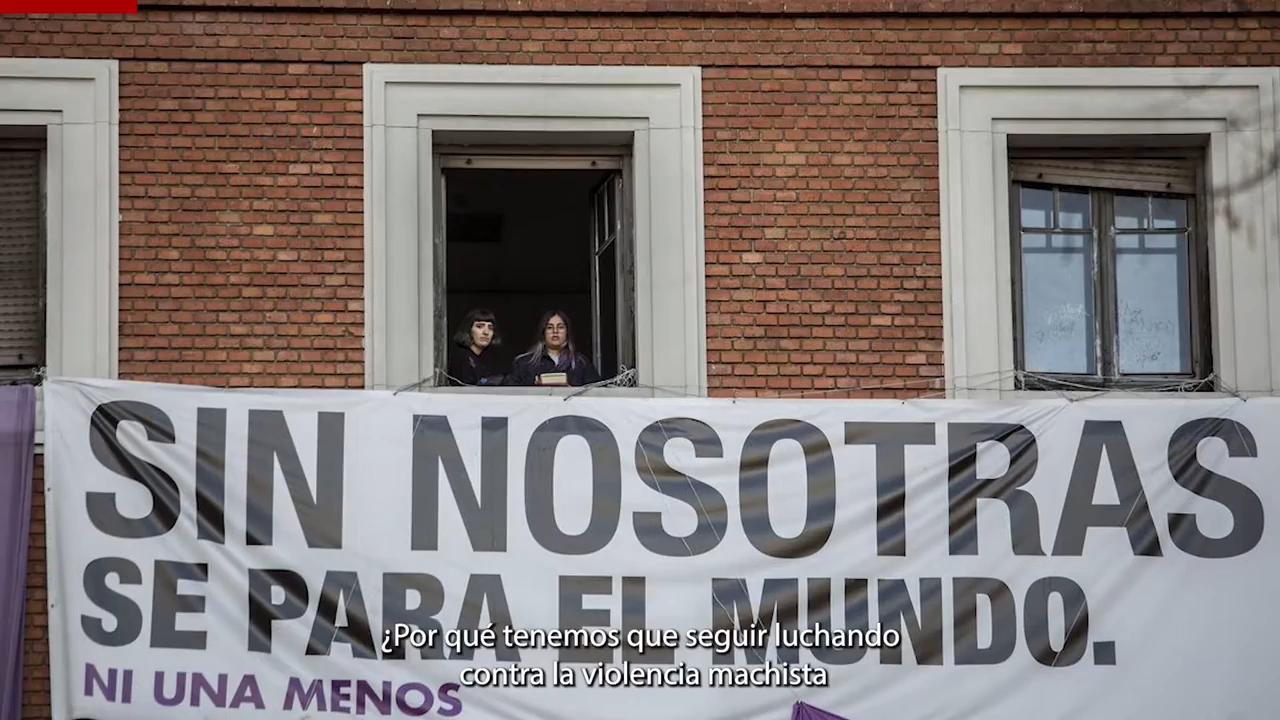 SIN NOSOTRAS
SE PARA EL MUNDO.
¿Por qué tenemos que seguir luchando
contra la violencia machista
NI UNA MENOS